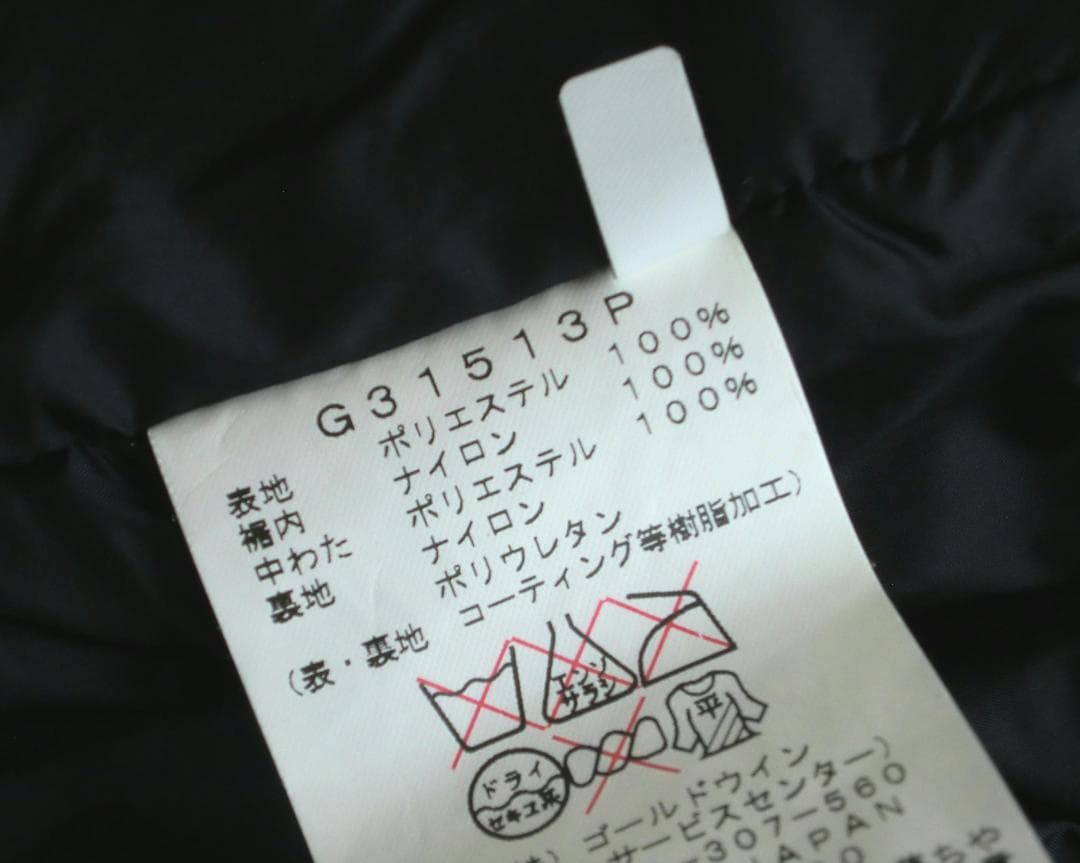 G31513P
表地 ポリエステル 100%
裾内 ナイロン 100%
中わた ポリエステル 100%
裏地 ナイロン
(表・裏地 ポリウレタン
コーティング等樹脂加工)
エンソ
サラシ
平
ドライ
セキユ系
ゴールドウイン
サービスセンター)
-307-560
JAPAN